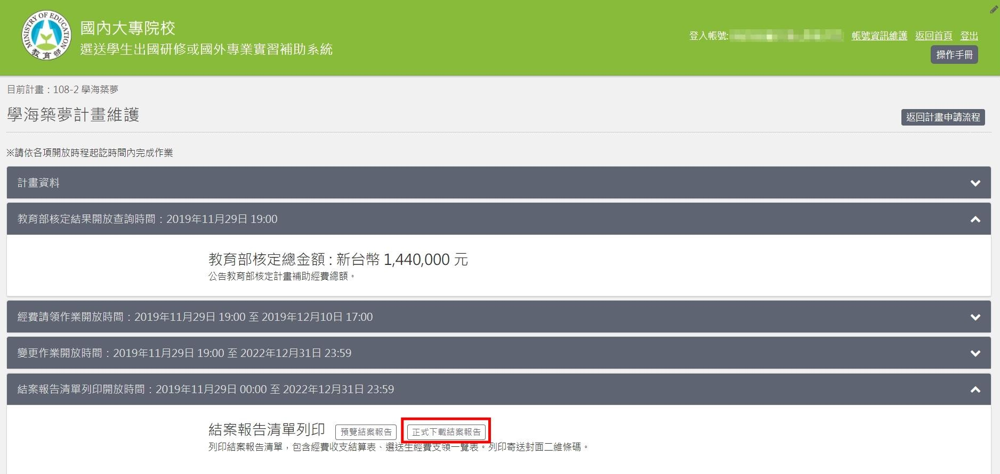 MINISTRY OF EDUCATION
教育部
國內大專院校
選送學生出國研修或國外專業實習補助系統
登入帳號:
帳號資訊維護 返回首頁 登出
操作手冊
目前計畫：108-2 學海築夢
學海築夢計畫維護
返回計畫申請流程
※請依各項開放時程起訖時間內完成作業
計畫資料
教育部核定結果開放查詢時間：2019年11月29日 19:00
教育部核定總金額 : 新台幣 1,440,000 元
公告教育部核定計畫補助經費總額。
經費請領作業開放時間：2019年11月29日 19:00 至 2019年12月10日 17:00
變更作業開放時間：2019年11月29日 19:00 至 2022年12月31日 23:59
結案報告清單列印開放時間：2019年11月29日 00:00 至 2022年12月31日 23:59
結案報告清單列印 預覽結案報告 正式下載結案報告
列印結案報告清單，包含經費收支結算表、選送生經費支領一覽表。列印寄送封面二維條碼。